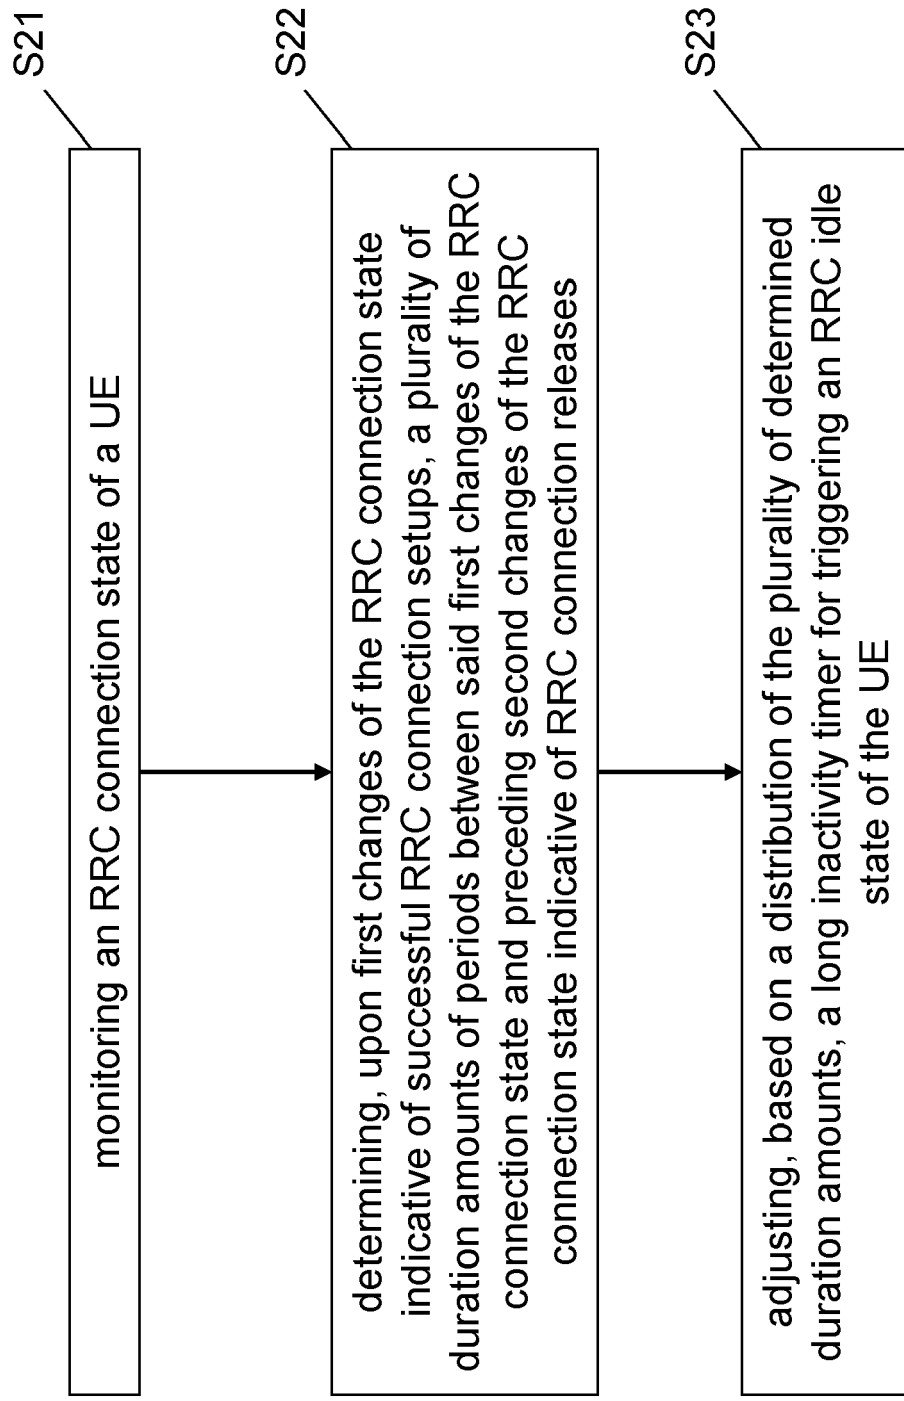 S21
monitoring an RRC connection state of a UE
S22
determining, upon first changes of the RRC connection state
indicative of successful RRC connection setups, a plurality of
duration amounts of periods between said first changes of the RRC
connection state and preceding second changes of the RRC
connection state indicative of RRC connection releases
S23
adjusting, based on a distribution of the plurality of determined
duration amounts, a long inactivity timer for triggering an RRC idle
state of the UE